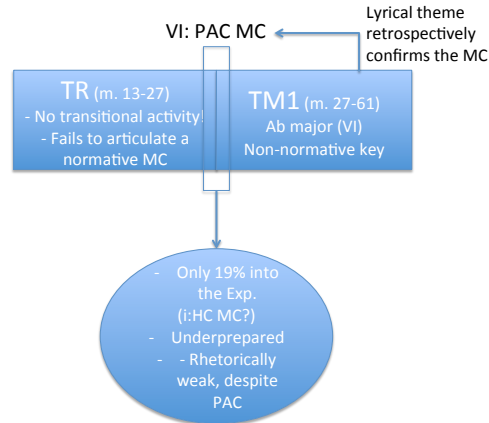 Lyrical theme
retrospectively
confirms the MC
VI: PAC MC
TR (m. 13-27)
- No transitional activity!
- Fails to articulate a
normative MC
TM1 (m. 27-61)
Ab major (VI)
Non-normative key
- Only 19% into
the Exp.
(i:HC MC?)
- Underprepared
- - Rhetorically
weak, despite
PAC